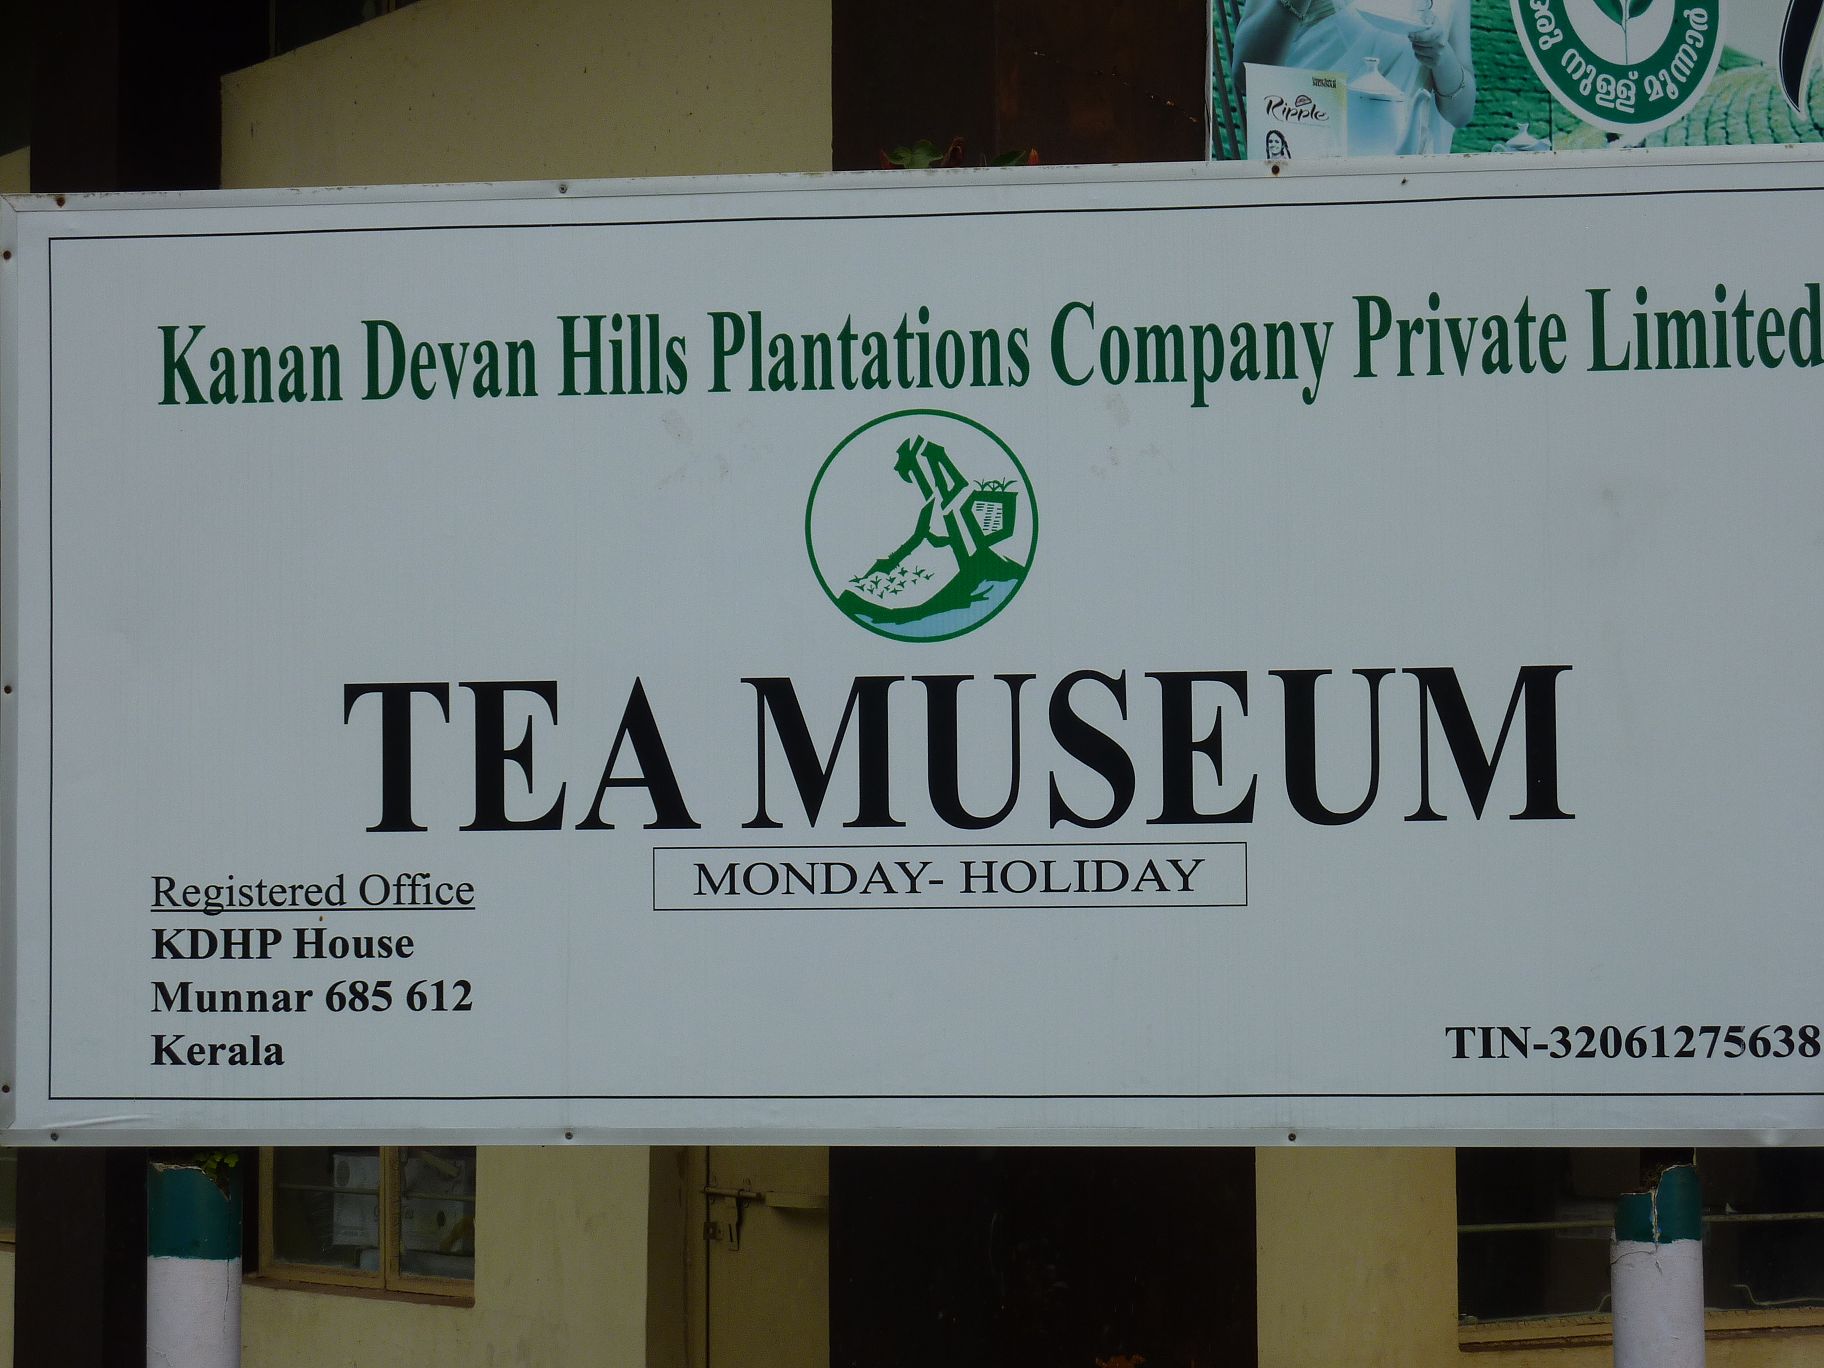 നുള്ള് മൂന്നാർ
Ripple
Kanan Devan Hills Plantations Company Private Limited
KDHP
TEA MUSEUM
MONDAY- HOLIDAY
Registered Office
KDHP House
Munnar 685 612
Kerala
TIN-32061275638